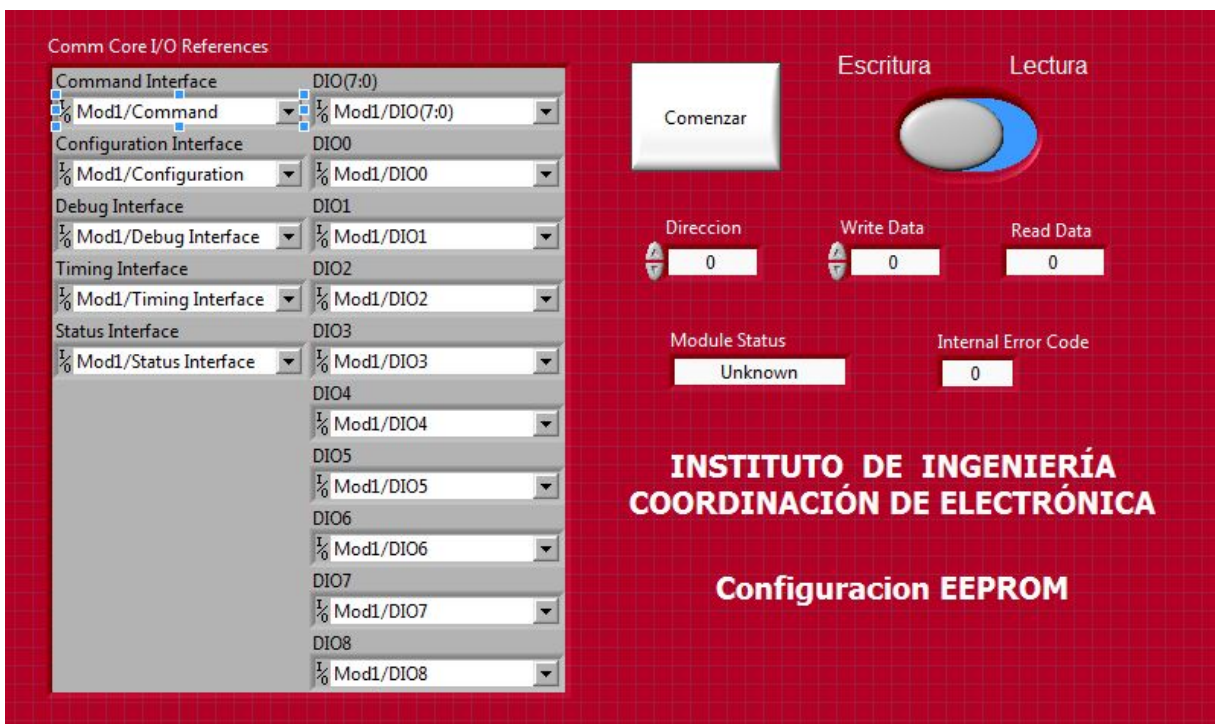 Comm Core I/O References
Command Interface
Mod1/Command
Configuration Interface
Mod1/Configuration
Debug Interface
Mod1/Debug Interface
Timing Interface
Mod1/Timing Interface
Status Interface
Mod1/Status Interface
DIO(7:0)
Mod1/DIO(7:0)
DIO0
Mod1/DIO0
DIO1
Mod1/DIO1
DIO2
Mod1/DIO2
DIO3
Mod1/DIO3
DIO4
Mod1/DIO4
DIO5
Mod1/DIO5
DIO6
Mod1/DIO6
DIO7
Mod1/DIO7
DIO8
Mod1/DIO8
Comenzar
Escritura Lectura
Direccion Write Data Read Data
0 0 0
Module Status Internal Error Code
Unknown 0
INSTITUTO DE INGENIERÍA
COORDINACIÓN DE ELECTRÓNICA
Configuracion EEPROM